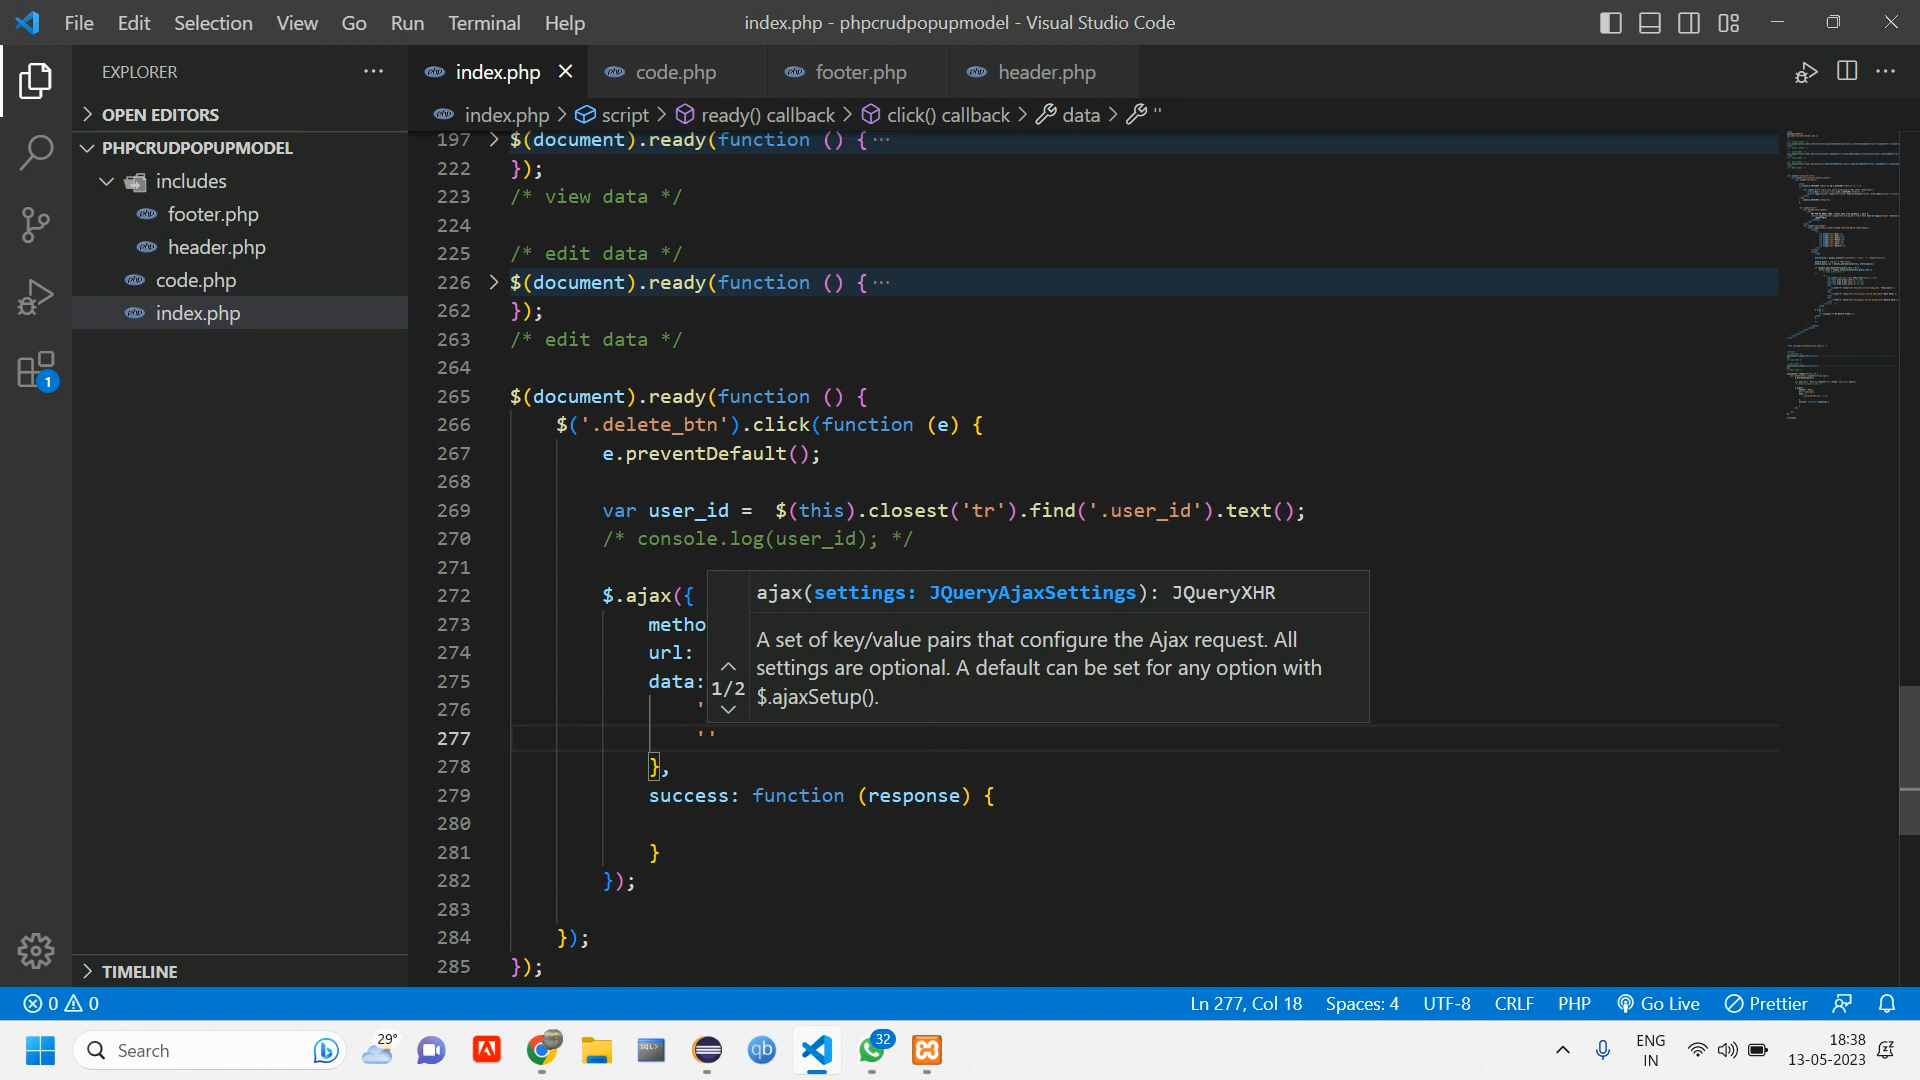 File Edit Selection View Go Run Terminal Help
index.php - phpcrudpopupmodel - Visual Studio Code
EXPLORER
OPEN EDITORS
PHPCRUDPOPUPMODEL
includes
footer.php
header.php
code.php
index.php
TIMELINE
1
index.php code.php footer.php header.php
index.php > script > ready() callback > click() callback > data > ''
197 $(document).ready(function () { ···
222 });
223 /* view data */
224
225 /* edit data */
226 $(document).ready(function () { ···
262 });
263 /* edit data */
264
265 $(document).ready(function () {
266 $('.delete_btn').click(function (e) {
267 e.preventDefault();
268
269 var user_id =  $(this).closest('tr').find('.user_id').text();
270 /* console.log(user_id); */
271
272 $.ajax({
273 metho
274 url:
275 data:
276 '
277 ''
278 },
279 success: function (response) {
280
281 }
282 });
283
284 });
285 });
ajax(settings: JQueryAjaxSettings): JQueryXHR
A set of key/value pairs that configure the Ajax request. All
settings are optional. A default can be set for any option with
$.ajaxSetup().
1/2
0 0
Ln 277, Col 18 Spaces: 4 UTF-8 CRLF PHP Go Live Prettier
Search
29°
SQL>
qb
32
ENG
IN
18:38
13-05-2023